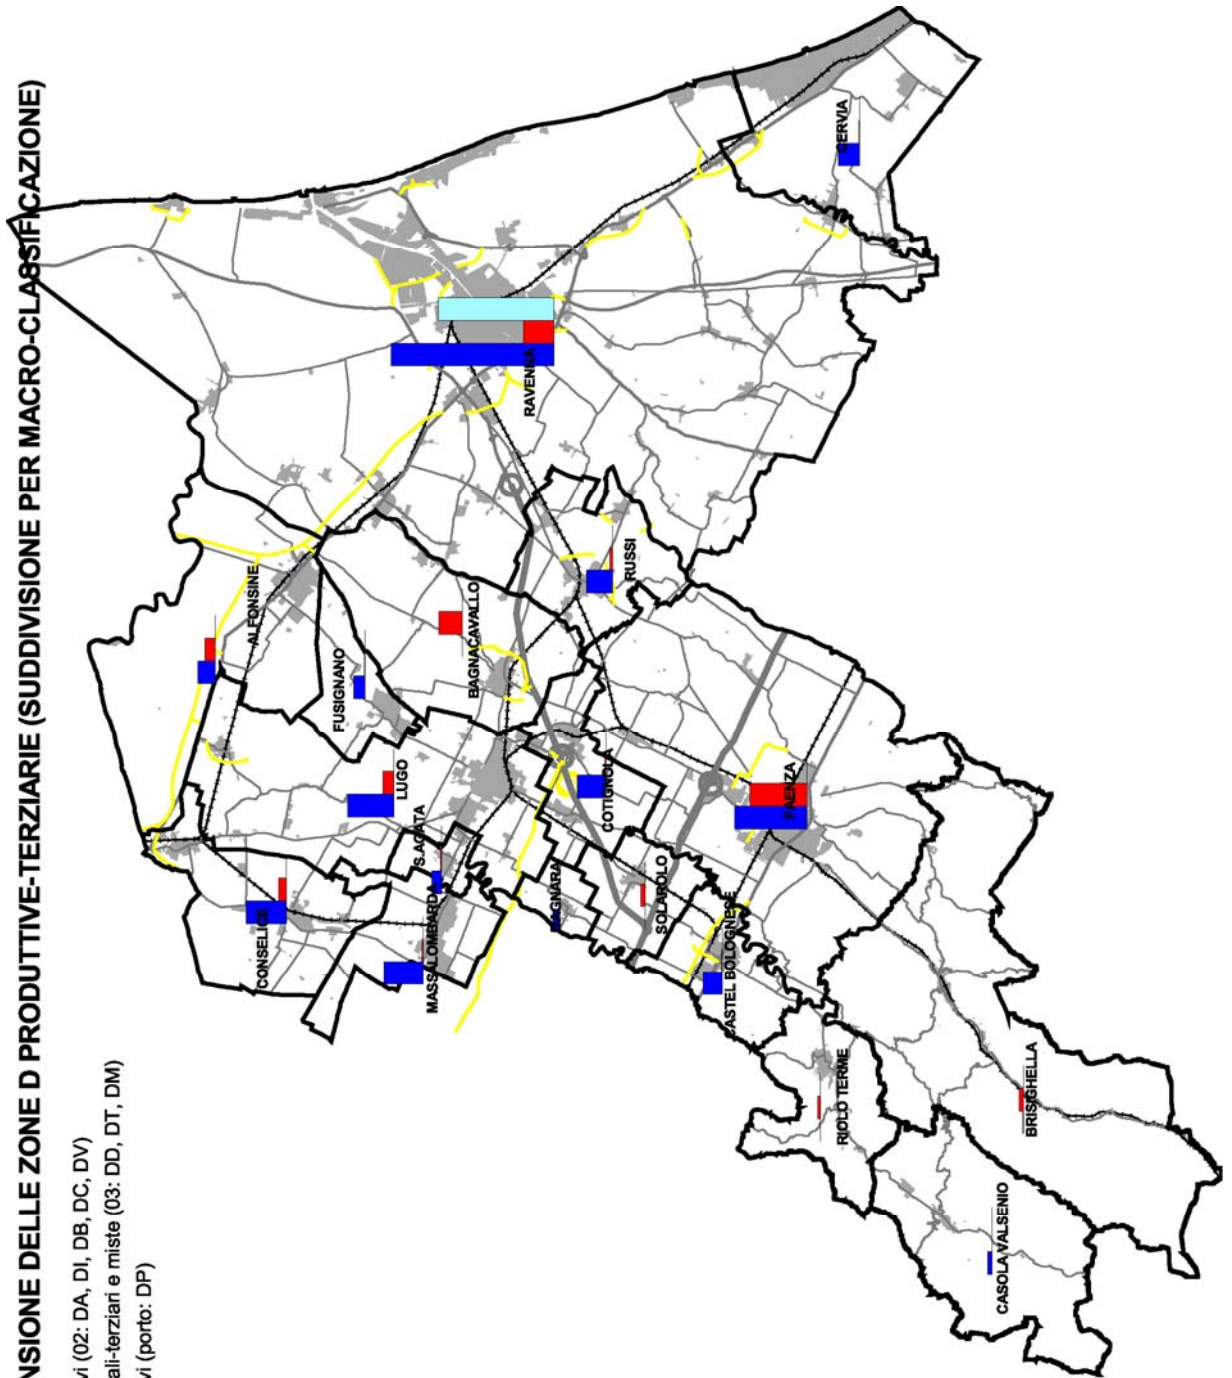 NSIONE DELLE ZONE D PRODUTTIVE-TERZIARIE (SUDDIVISIONE PER MACRO-CLASSIFICAZIONE)
vi (02: DA, DI, DB, DC, DV)
ali-terziari e miste (03: DD, DT, DM)
vi (porto: DP)
CERVIA
RAVENNA
ALFONSINE
RUSSI
BAGNACAVALLO
FUSIGNANO
LUGO
COTIGNOLA
FAENZA
S.AGATA
CONSELICE
MASSALOMBARDA
BAGNARA
SOLAROLO
CASTEL BOLOGNESE
RIOLO TERME
BRISIGHELLA
CASOLA VALSENIO